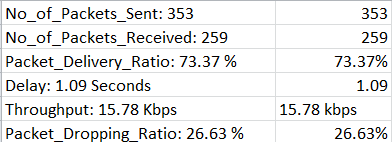 No_of_Packets_Sent: 353 353
No_of_Packets_Received: 259 259
Packet_Delivery_Ratio: 73.37 % 73.37%
Delay: 1.09 Seconds 1.09
Throughput: 15.78 Kbps 15.78 kbps
Packet_Dropping_Ratio: 26.63 % 26.63%